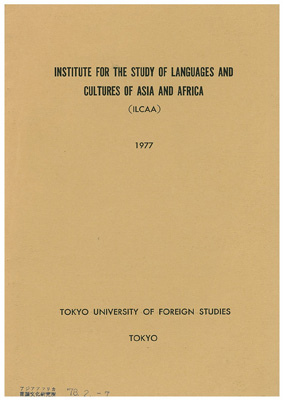 INSTITUTE FOR THE STUDY OF LANGUAGES AND
CULTURES OF ASIA AND AFRICA
(ILCAA)
1977
TOKYO UNIVERSITY OF FOREIGN STUDIES
TOKYO